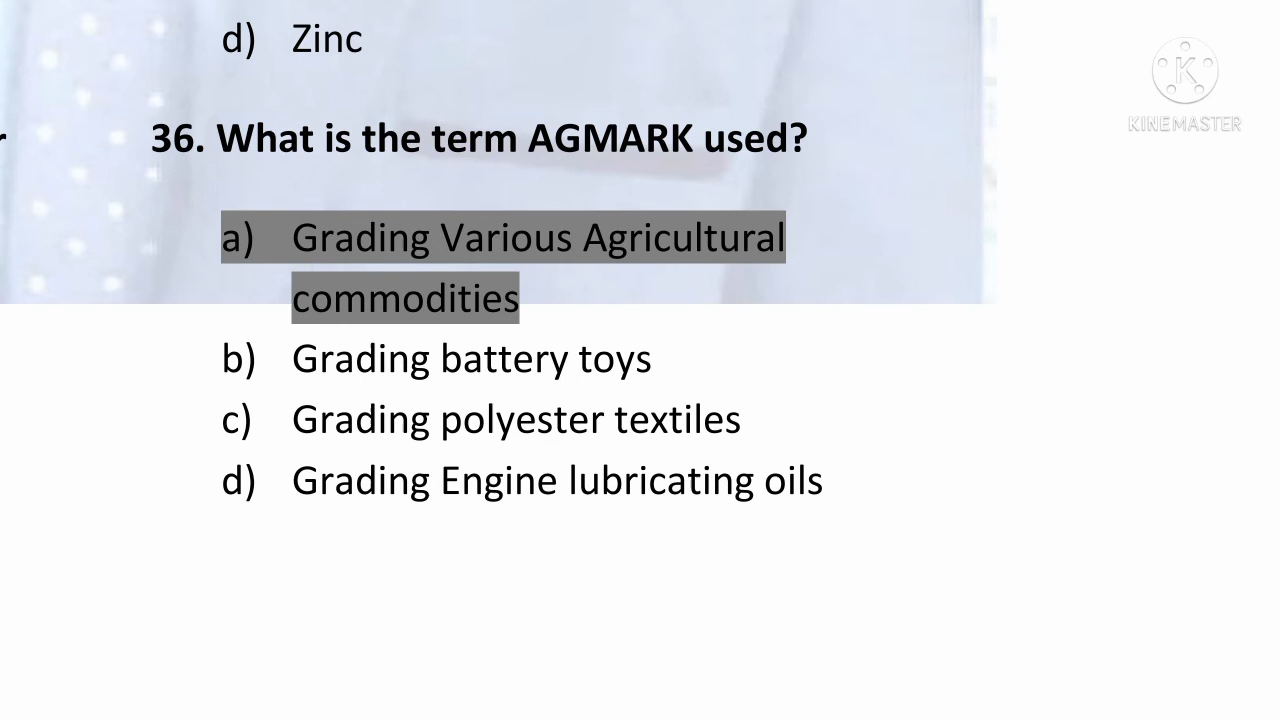 d) Zinc
36. What is the term AGMARK used?
a) Grading Various Agricultural
commodities
b) Grading battery toys
c) Grading polyester textiles
d) Grading Engine lubricating oils
KINEMASTER